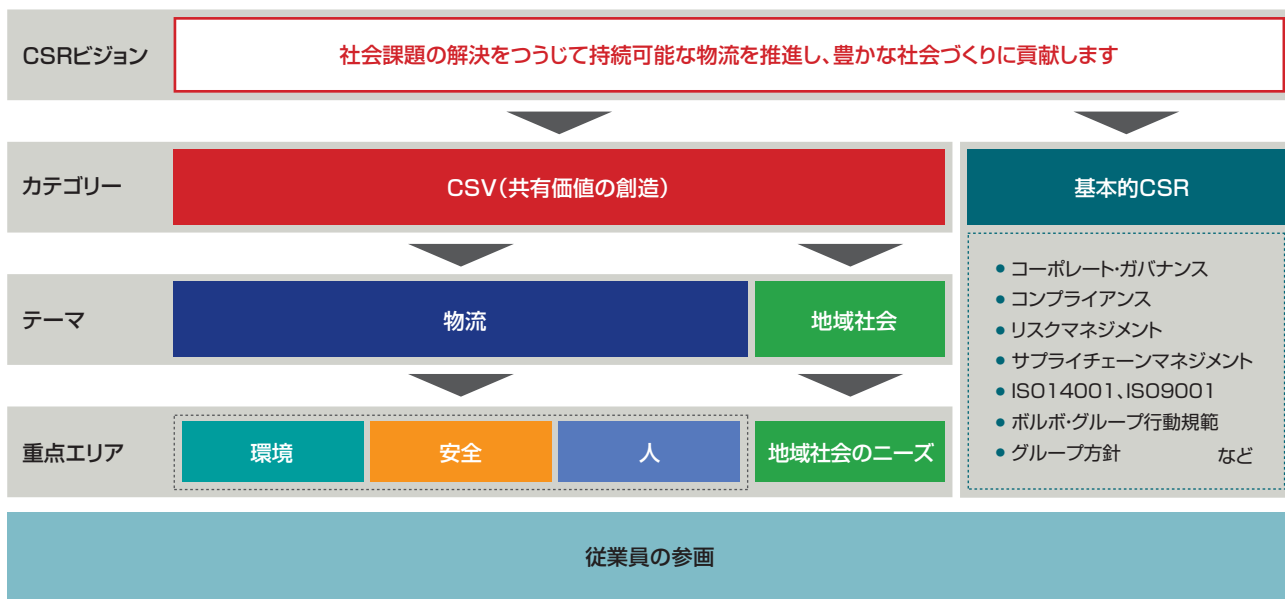 CSRビジョン
社会課題の解決をつうじて持続可能な物流を推進し、豊かな社会づくりに貢献します
カテゴリー
CSV(共有価値の創造)
基本的CSR
テーマ
物流
地域社会
重点エリア
環境
安全
人
地域社会のニーズ
● コーポレート・ガバナンス
● コンプライアンス
● リスクマネジメント
● サプライチェーンマネジメント
● ISO14001、ISO9001
● ボルボ・グループ行動規範
● グループ方針 など
従業員の参画